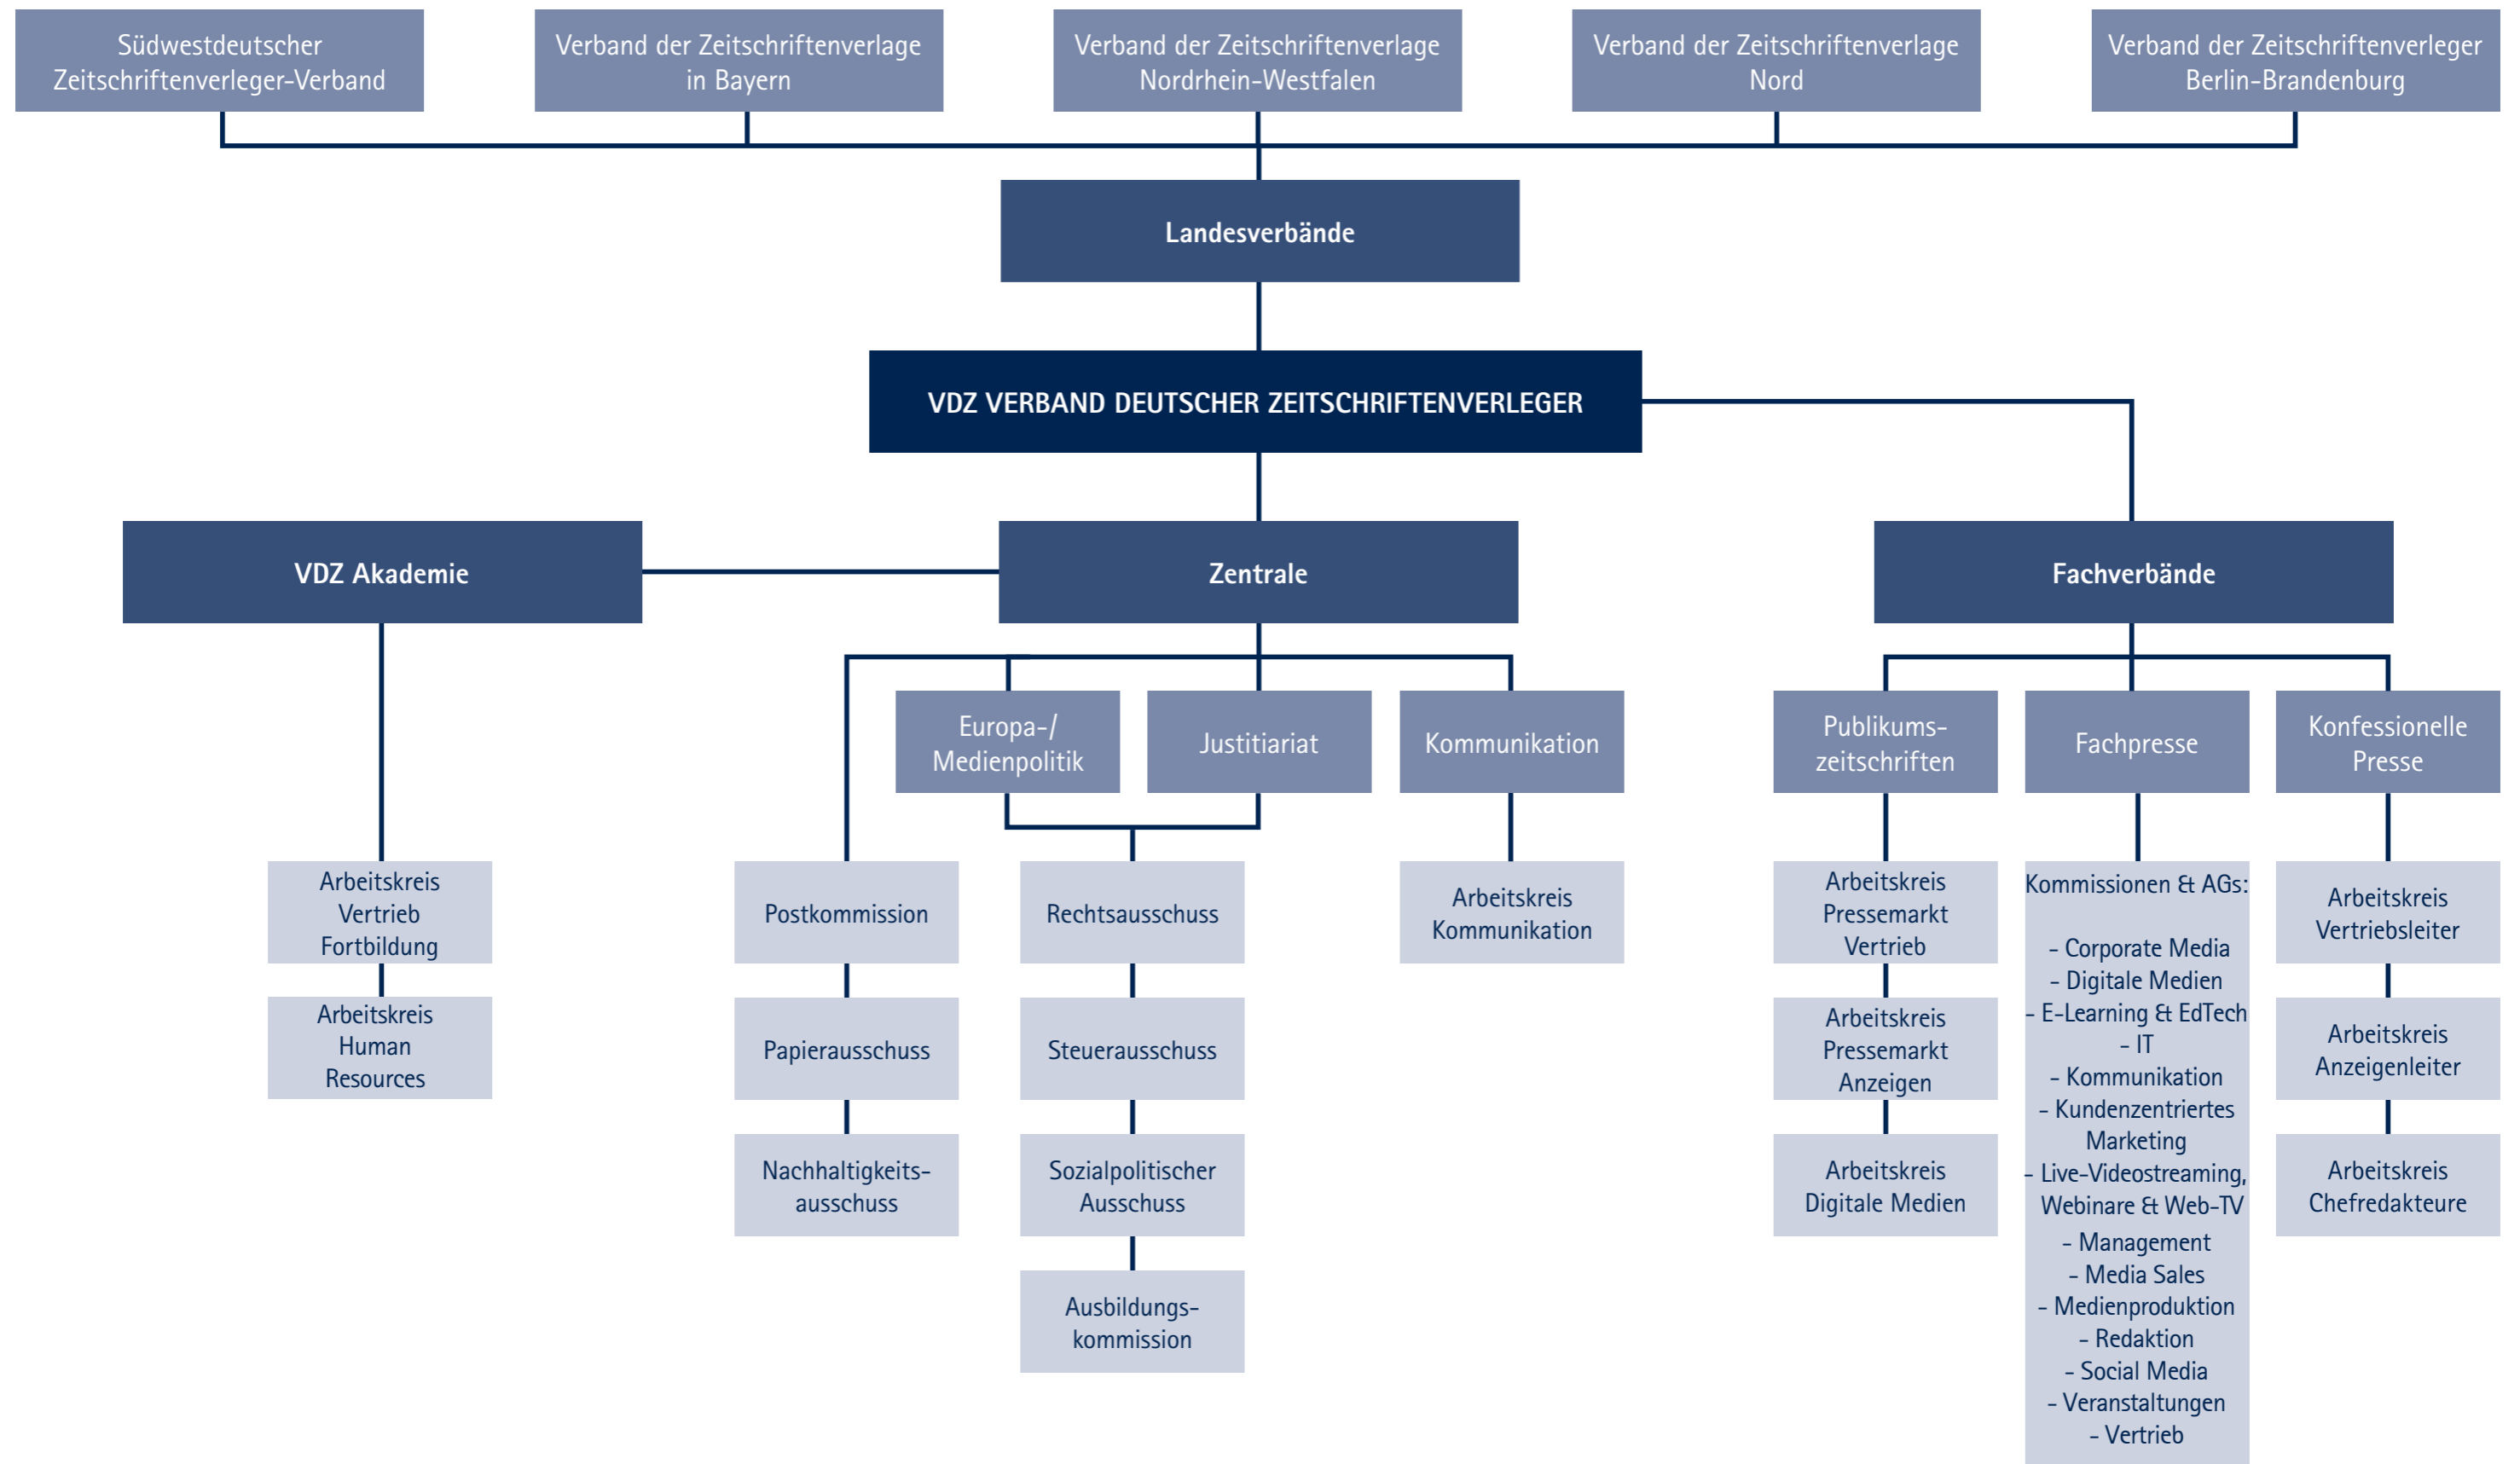 Südwestdeutscher
Zeitschriftenverleger-Verband
Verband der Zeitschriftenverlage
in Bayern
Verband der Zeitschriftenverlage
Nordrhein-Westfalen
Verband der Zeitschriftenverlage
Nord
Verband der Zeitschriftenverleger
Berlin-Brandenburg
Landesverbände
VDZ VERBAND DEUTSCHER ZEITSCHRIFTENVERLEGER
VDZ Akademie
Zentrale
Fachverbände
Europa-/
Medienpolitik
Justitiariat
Kommunikation
Publikums-
zeitschriften
Fachpresse
Konfessionelle
Presse
Arbeitskreis
Vertrieb
Fortbildung
Arbeitskreis
Human
Resources
Postkommission
Papierausschuss
Nachhaltigkeits-
ausschuss
Rechtsausschuss
Steuerausschuss
Sozialpolitischer
Ausschuss
Ausbildungs-
kommission
Arbeitskreis
Kommunikation
Arbeitskreis
Pressemarkt
Vertrieb
Arbeitskreis
Pressemarkt
Anzeigen
Arbeitskreis
Digitale Medien
Kommissionen & AGs:
- Corporate Media
- Digitale Medien
- E-Learning & EdTech
- IT
- Kommunikation
- Kundenzentriertes
Marketing
- Live-Videostreaming,
Webinare & Web-TV
- Management
- Media Sales
- Medienproduktion
- Redaktion
- Social Media
- Veranstaltungen
- Vertrieb
Arbeitskreis
Vertriebsleiter
Arbeitskreis
Anzeigenleiter
Arbeitskreis
Chefredakteure